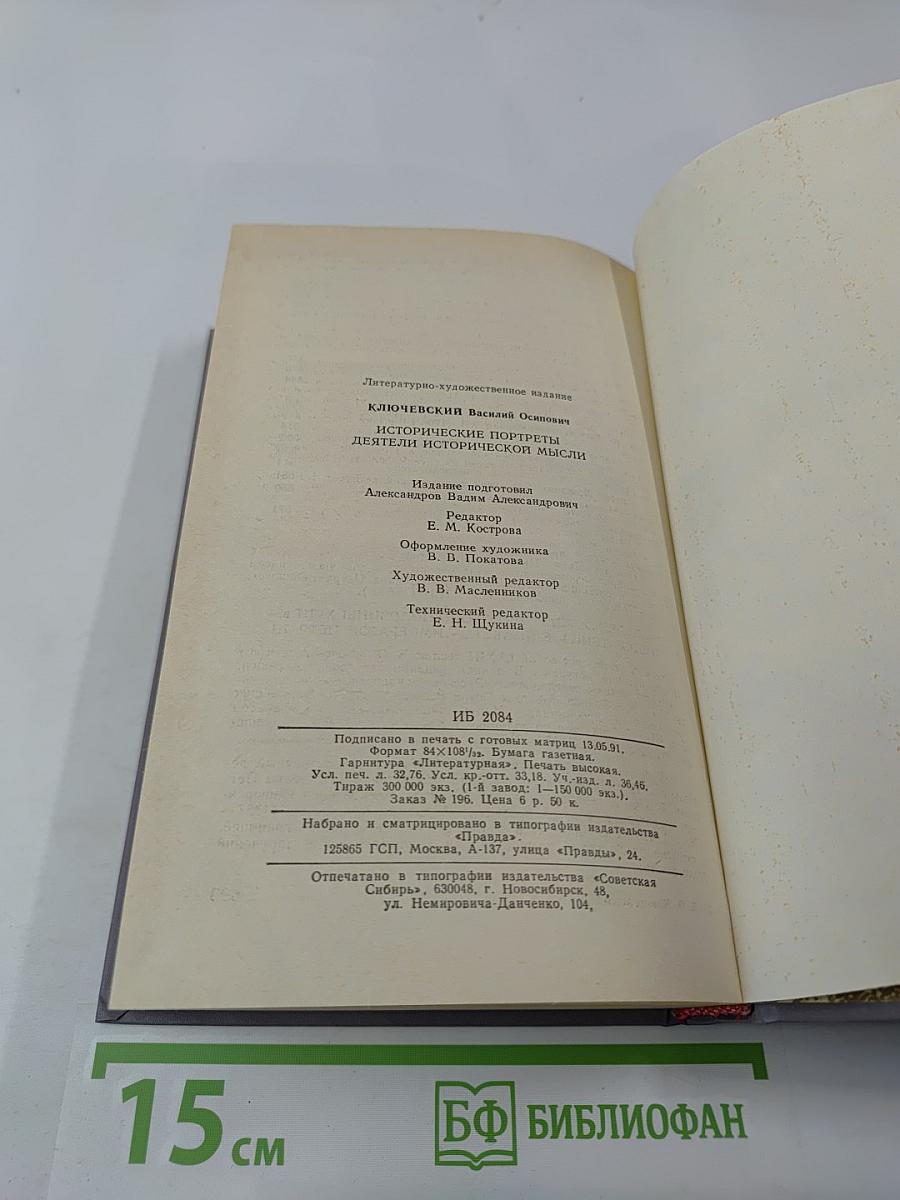 Литературно-художественное издание
КЛЮЧЕВСКИЙ Василий Осипович
ИСТОРИЧЕСКИЕ ПОРТРЕТЫ
ДЕЯТЕЛИ ИСТОРИЧЕСКОЙ МЫСЛИ
Издание подготовил
Александров Вадим Александрович
Редактор
Е. М. Кострова
Оформление художника
В. В. Покатова
Художественный редактор
В. В. Масленников
Технический редактор
Е. Н. Щукина
ИБ 2084
Подписано в печать с готовых матриц 13.05.91.
Формат 84×108¹/₃₂. Бумага газетная.
Гарнитура «Литературная». Печать высокая.
Усл. печ. л. 32,76. Усл. кр.-отт. 33,18. Уч.-изд. л. 36,46.
Тираж 300 000 экз. (1-й завод: 1—150 000 экз.).
Заказ № 196. Цена 6 р. 50 к.
Набрано и сматрицировано в типографии издательства
«Правда».
125865 ГСП, Москва, А-137, улица «Правды», 24.
Отпечатано в типографии издательства «Советская
Сибирь», 630048, г. Новосибирск, 48,
ул. Немировича-Данченко, 104,
15 см
БФ БИБЛИОФАН